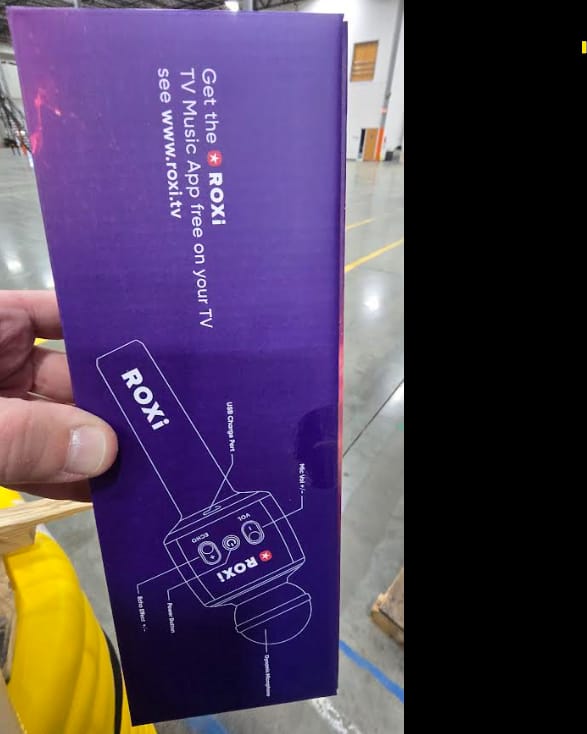 Get the ROXi
TV Music App free on your TV
see www.roxi.tv
ROXi
USB Charge Port
Mic Vol +/-
VOL
ECHO
ROXi
Echo Effect +/-
Power Button
Dynamic Microphone